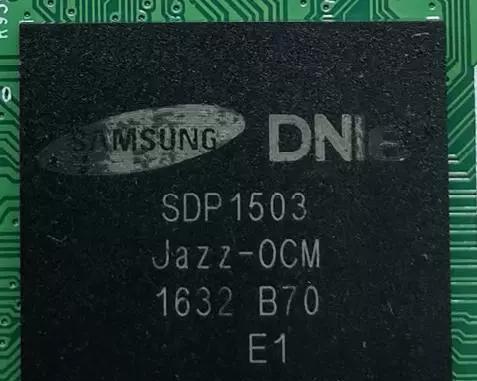 SAMSUNG DNIe
SDP1503
Jazz-OCM
1632 B70
E1